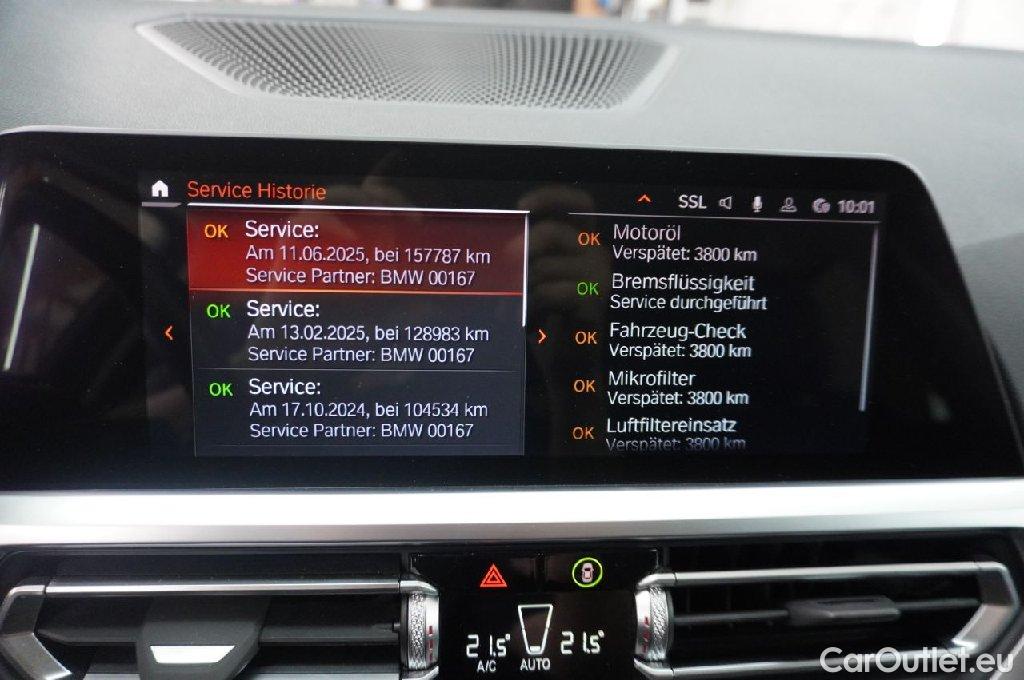 Service Historie
SSL 10:01
OK Service:
Am 11.06.2025, bei 157787 km
Service Partner: BMW 00167
OK Service:
Am 13.02.2025, bei 128983 km
Service Partner: BMW 00167
OK Service:
Am 17.10.2024, bei 104534 km
Service Partner: BMW 00167
OK Motoröl
Verspätet: 3800 km
OK Bremsflüssigkeit
Service durchgeführt
OK Fahrzeug-Check
Verspätet: 3800 km
OK Mikrofilter
Verspätet: 3800 km
OK Luftfiltereinsatz
Verspätet: 3800 km
21.5° 21.5°
A/C AUTO
CarOutlet.eu